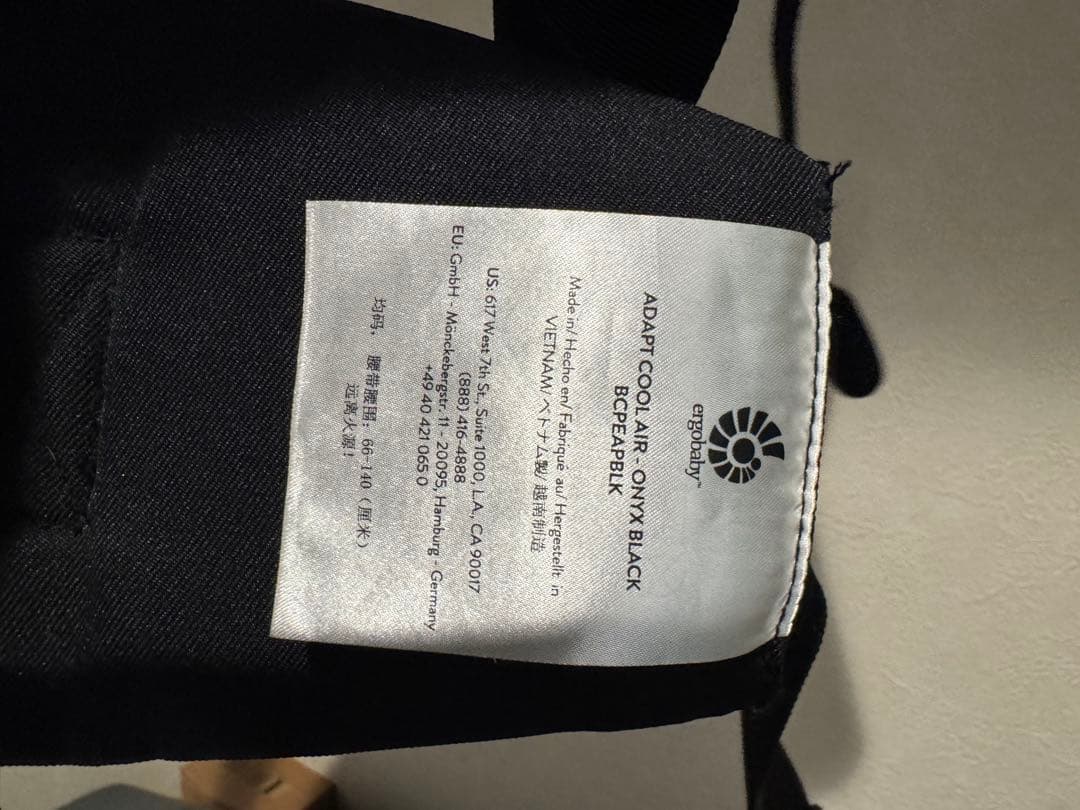 ergobaby™
ADAPT COOL AIR - ONYX BLACK
BCPEAPBLK
Made in/ Hecho en/ Fabriqué au/ Hergestellt in
VIETNAM/ベトナム製/越南制造
US: 617 West 7th St., Suite 1000, LA, CA 90017
(888) 416-4888
EU: GmbH - Mönckebergstr. 11 - 20095, Hamburg - Germany
+49 40 421 065 0
均码， 腰带腰围：66-140（厘米）
远离火源！